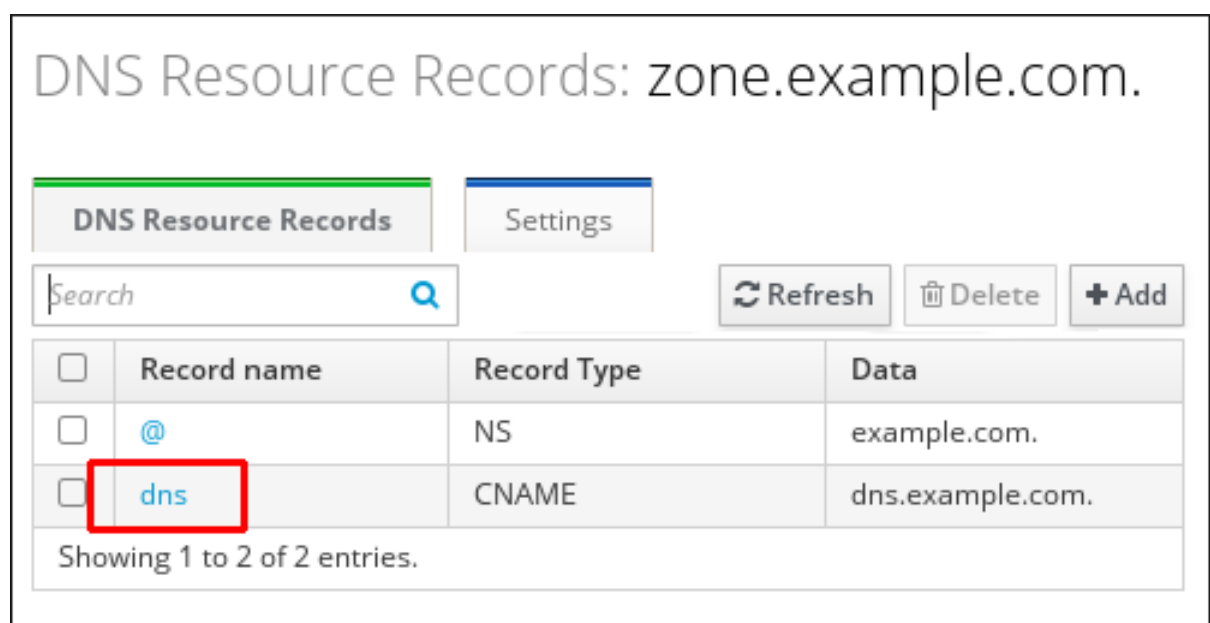 DNS Resource Records: zone.example.com.
DNS Resource Records Settings
Search Refresh Delete Add
Record name Record Type Data
@ NS example.com.
dns CNAME dns.example.com.
Showing 1 to 2 of 2 entries.